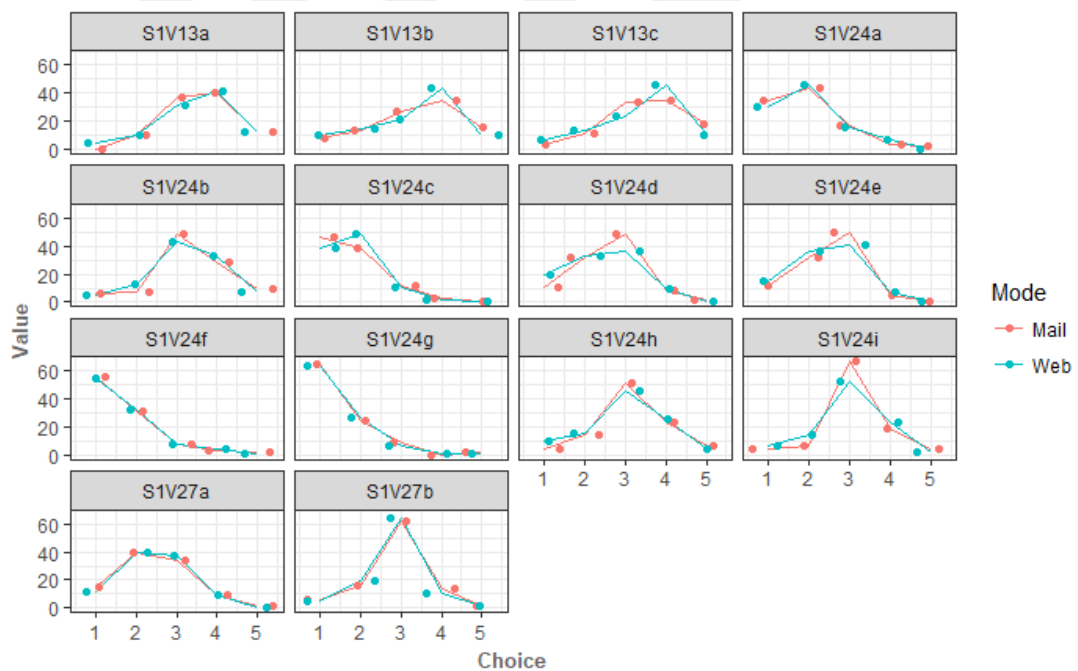 S1V13a S1V13b S1V13c S1V24a
60
40
20
0
S1V24b S1V24c S1V24d S1V24e
60
40
20
0
S1V24f S1V24g S1V24h S1V24i
60
40
20
0
1 2 3 4 5 1 2 3 4 5
S1V27a S1V27b
60
40
20
0
1 2 3 4 5 1 2 3 4 5
Choice
Value
Mode
Mail
Web